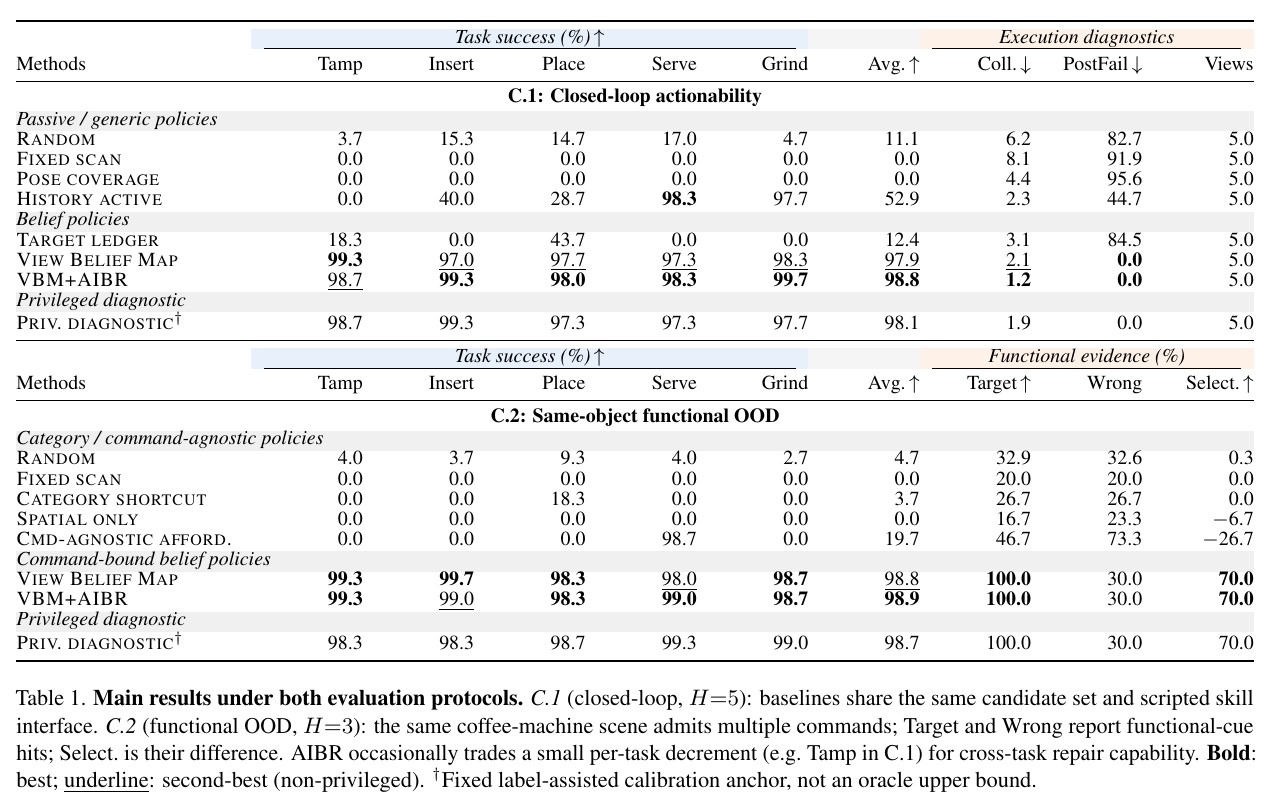 Task success (%) ↑ Execution diagnostics
Methods Tamp Insert Place Serve Grind Avg. ↑ Coll. ↓ PostFail ↓ Views
C.1: Closed-loop actionability
Passive / generic policies
RANDOM 3.7 15.3 14.7 17.0 4.7 11.1 6.2 82.7 5.0
FIXED SCAN 0.0 0.0 0.0 0.0 0.0 0.0 8.1 91.9 5.0
POSE COVERAGE 0.0 0.0 0.0 0.0 0.0 0.0 4.4 95.6 5.0
HISTORY ACTIVE 0.0 40.0 28.7 98.3 97.7 52.9 2.3 44.7 5.0
Belief policies
TARGET LEDGER 18.3 0.0 43.7 0.0 0.0 12.4 3.1 84.5 5.0
VIEW BELIEF MAP 99.3 97.0 97.7 97.3 98.3 97.9 2.1 0.0 5.0
VBM+AIBR 98.7 99.3 98.0 98.3 99.7 98.8 1.2 0.0 5.0
Privileged diagnostic
PRIV. DIAGNOSTIC† 98.7 99.3 97.3 97.3 97.7 98.1 1.9 0.0 5.0
Task success (%) ↑ Functional evidence (%)
Methods Tamp Insert Place Serve Grind Avg. ↑ Target ↑ Wrong Select. ↑
C.2: Same-object functional OOD
Category / command-agnostic policies
RANDOM 4.0 3.7 9.3 4.0 2.7 4.7 32.9 32.6 0.3
FIXED SCAN 0.0 0.0 0.0 0.0 0.0 0.0 20.0 20.0 0.0
CATEGORY SHORTCUT 0.0 0.0 18.3 0.0 0.0 3.7 26.7 26.7 0.0
SPATIAL ONLY 0.0 0.0 0.0 0.0 0.0 0.0 16.7 23.3 −6.7
CMD-AGNOSTIC AFFORD. 0.0 0.0 0.0 98.7 0.0 19.7 46.7 73.3 −26.7
Command-bound belief policies
VIEW BELIEF MAP 99.3 99.7 98.3 98.0 98.7 98.8 100.0 30.0 70.0
VBM+AIBR 99.3 99.0 98.3 99.0 98.7 98.9 100.0 30.0 70.0
Privileged diagnostic
PRIV. DIAGNOSTIC† 98.3 98.3 98.7 99.3 99.0 98.7 100.0 30.0 70.0
Table 1. Main results under both evaluation protocols. C.1 (closed-loop, H=5): baselines share the same candidate set and scripted skill
interface. C.2 (functional OOD, H=3): the same coffee-machine scene admits multiple commands; Target and Wrong report functional-cue
hits; Select. is their difference. AIBR occasionally trades a small per-task decrement (e.g. Tamp in C.1) for cross-task repair capability. Bold:
best; underline: second-best (non-privileged). †Fixed label-assisted calibration anchor, not an oracle upper bound.